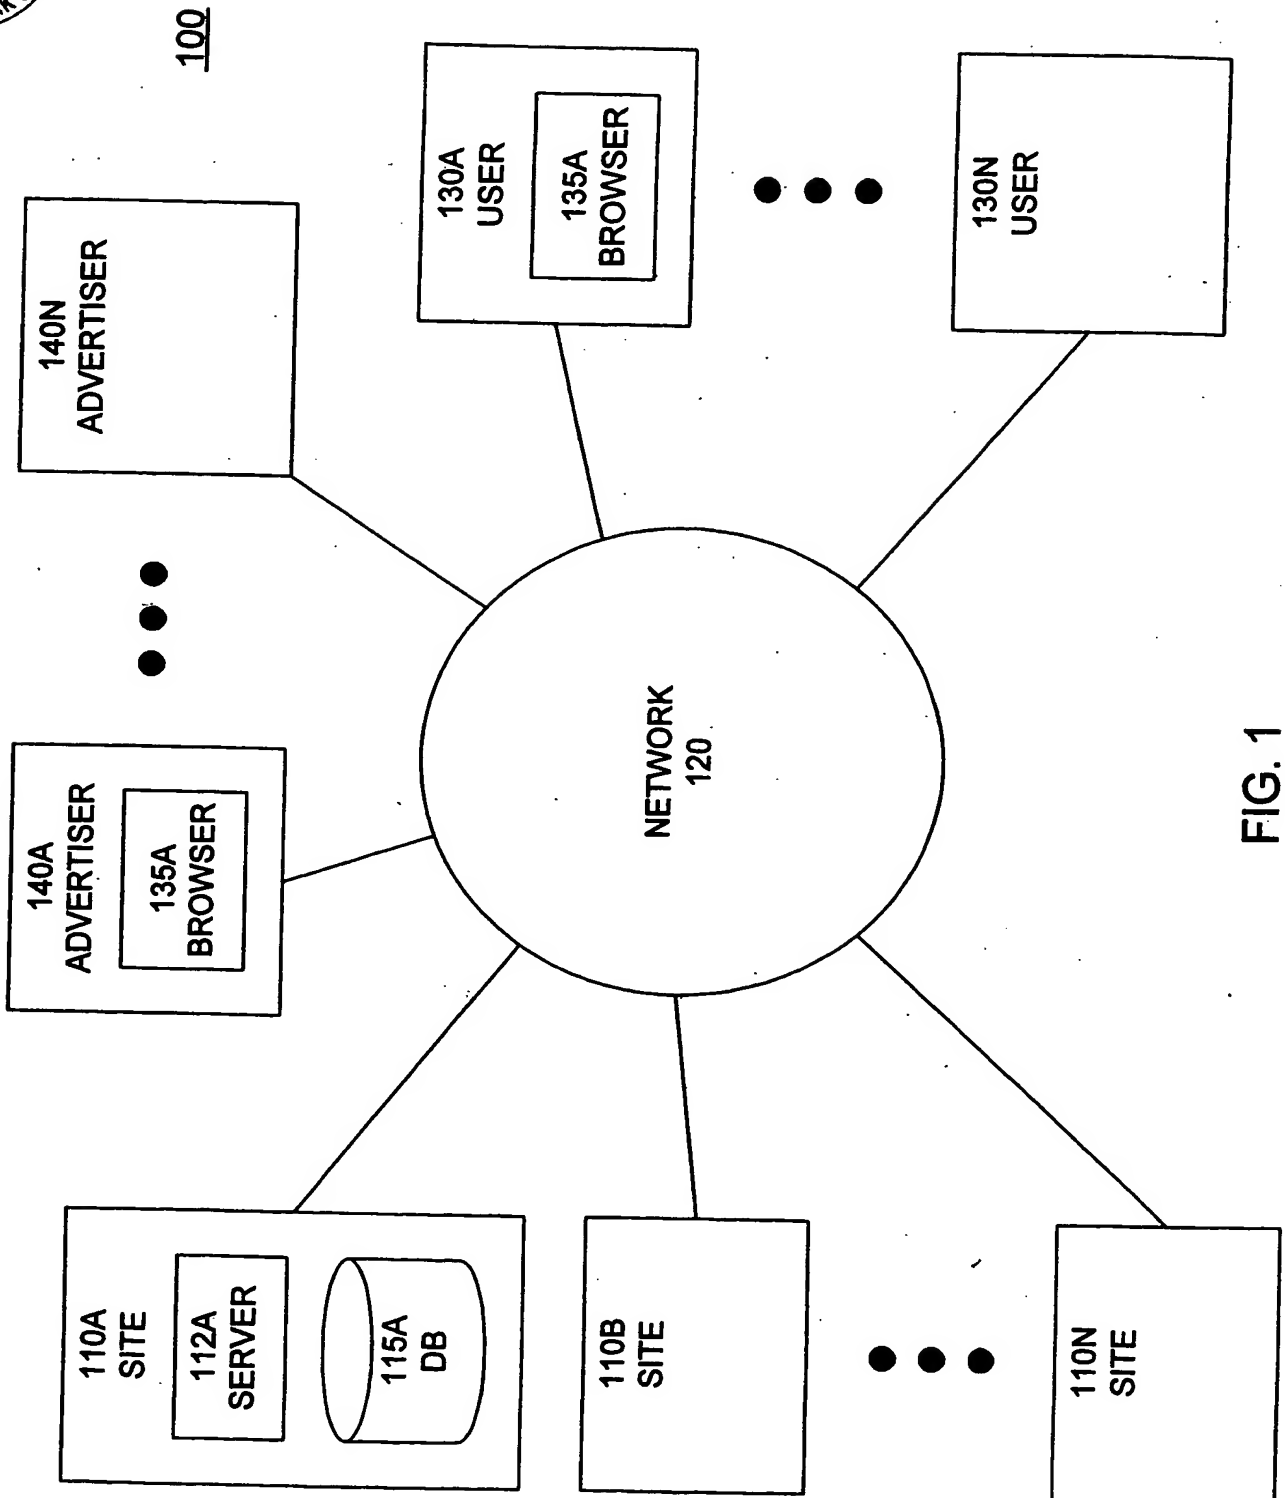 100
140A
ADVERTISER
135A
BROWSER
140N
ADVERTISER
110A
SITE
112A
SERVER
115A
DB
110B
SITE
110N
SITE
NETWORK
120
130A
USER
135A
BROWSER
130N
USER
FIG. 1